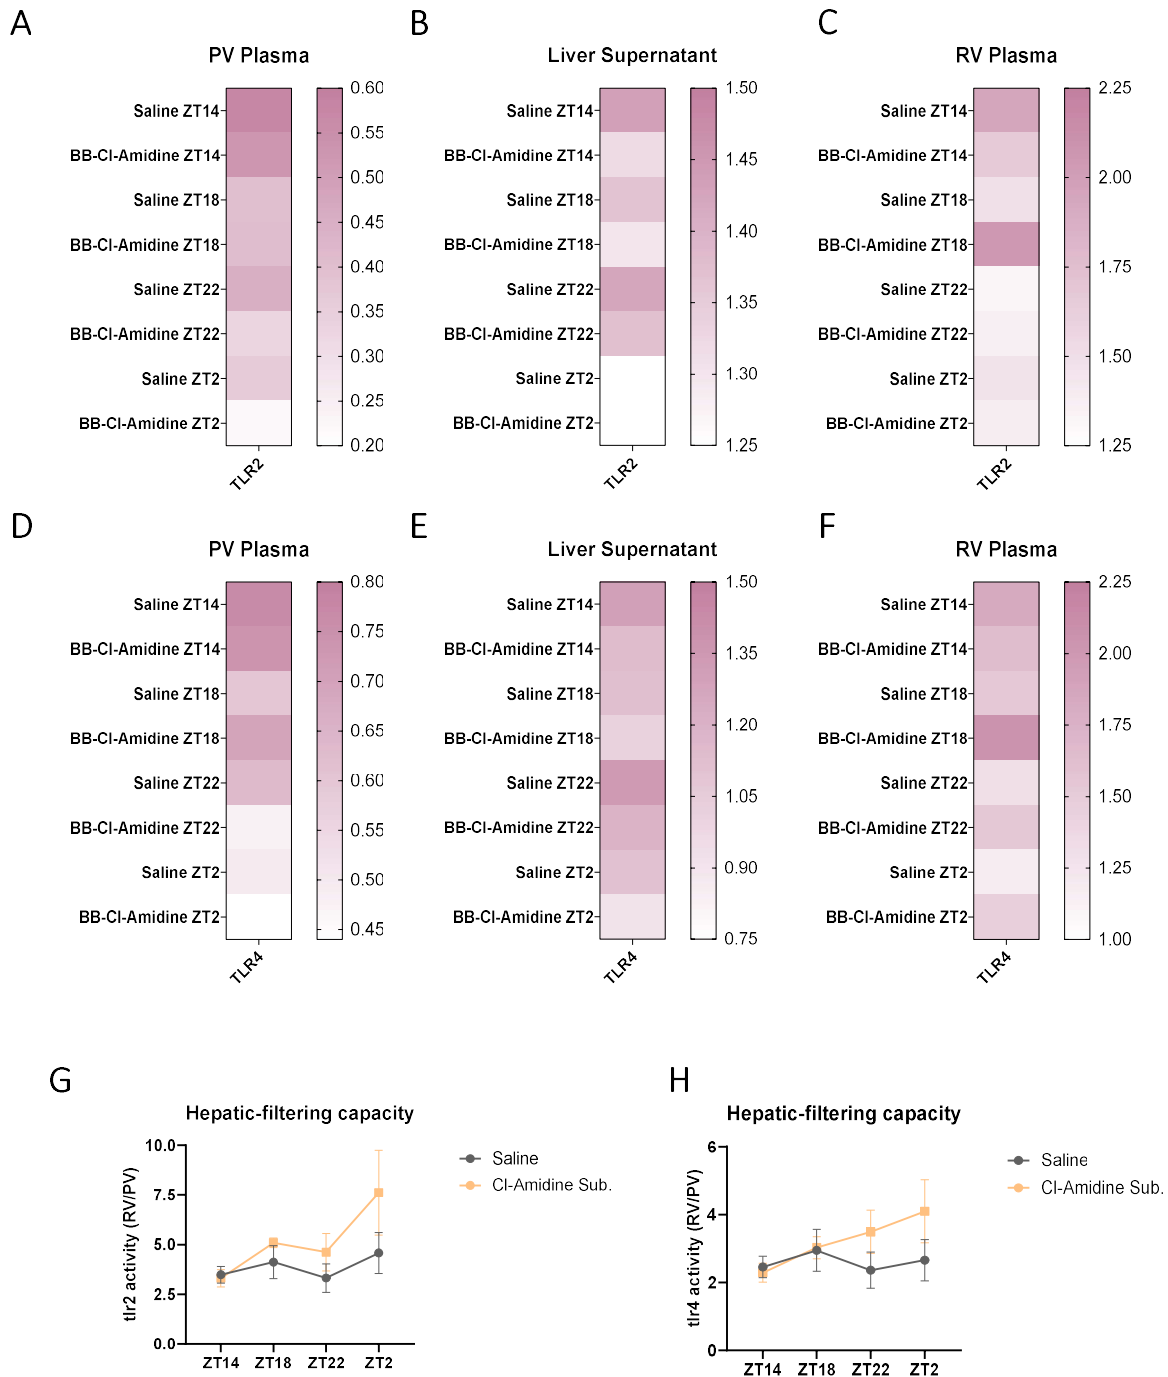 A
B
C
PV Plasma
Liver Supernatant
RV Plasma
Saline ZT14
BB-Cl-Amidine ZT14
Saline ZT18
BB-Cl-Amidine ZT18
Saline ZT22
BB-Cl-Amidine ZT22
Saline ZT2
BB-Cl-Amidine ZT2
0.60
0.55
0.50
0.45
0.40
0.35
0.30
0.25
0.20
TLR2
Saline ZT14
BB-Cl-Amidine ZT14
Saline ZT18
BB-Cl-Amidine ZT18
Saline ZT22
BB-Cl-Amidine ZT22
Saline ZT2
BB-Cl-Amidine ZT2
1.50
1.45
1.40
1.35
1.30
1.25
TLR2
Saline ZT14
BB-Cl-Amidine ZT14
Saline ZT18
BB-Cl-Amidine ZT18
Saline ZT22
BB-Cl-Amidine ZT22
Saline ZT2
BB-Cl-Amidine ZT2
2.25
2.00
1.75
1.50
1.25
TLR2
D
E
F
PV Plasma
Liver Supernatant
RV Plasma
Saline ZT14
BB-Cl-Amidine ZT14
Saline ZT18
BB-Cl-Amidine ZT18
Saline ZT22
BB-Cl-Amidine ZT22
Saline ZT2
BB-Cl-Amidine ZT2
0.80
0.75
0.70
0.65
0.60
0.55
0.50
0.45
TLR4
Saline ZT14
BB-Cl-Amidine ZT14
Saline ZT18
BB-Cl-Amidine ZT18
Saline ZT22
BB-Cl-Amidine ZT22
Saline ZT2
BB-Cl-Amidine ZT2
1.50
1.35
1.20
1.05
0.90
0.75
TLR4
Saline ZT14
BB-Cl-Amidine ZT14
Saline ZT18
BB-Cl-Amidine ZT18
Saline ZT22
BB-Cl-Amidine ZT22
Saline ZT2
BB-Cl-Amidine ZT2
2.25
2.00
1.75
1.50
1.25
1.00
TLR4
G
Hepatic-filtering capacity
tlr2 activity (RV/PV)
10.0
7.5
5.0
2.5
0.0
ZT14
ZT18
ZT22
ZT2
Saline
Cl-Amidine Sub.
H
Hepatic-filtering capacity
tlr4 activity (RV/PV)
6
4
2
0
ZT14
ZT18
ZT22
ZT2
Saline
Cl-Amidine Sub.